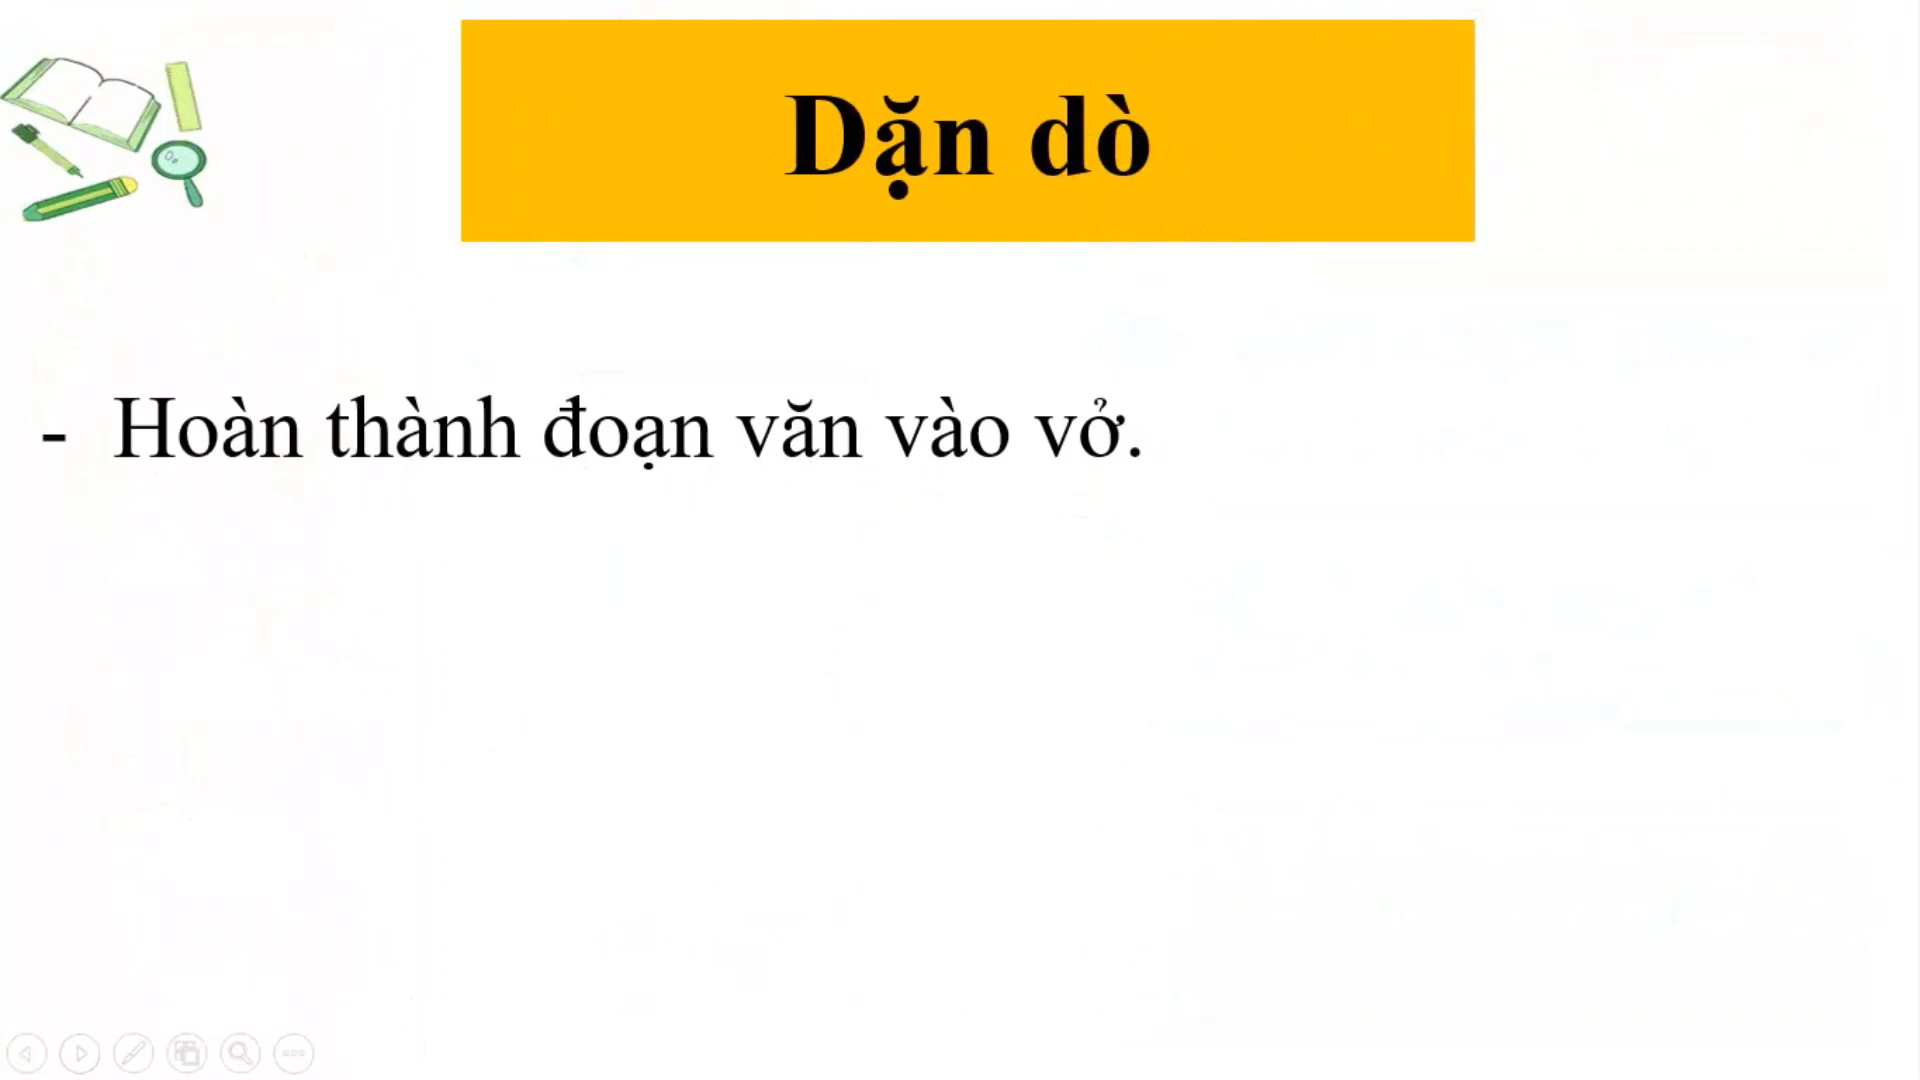 Dặn dò
- Hoàn thành đoạn văn vào vở.